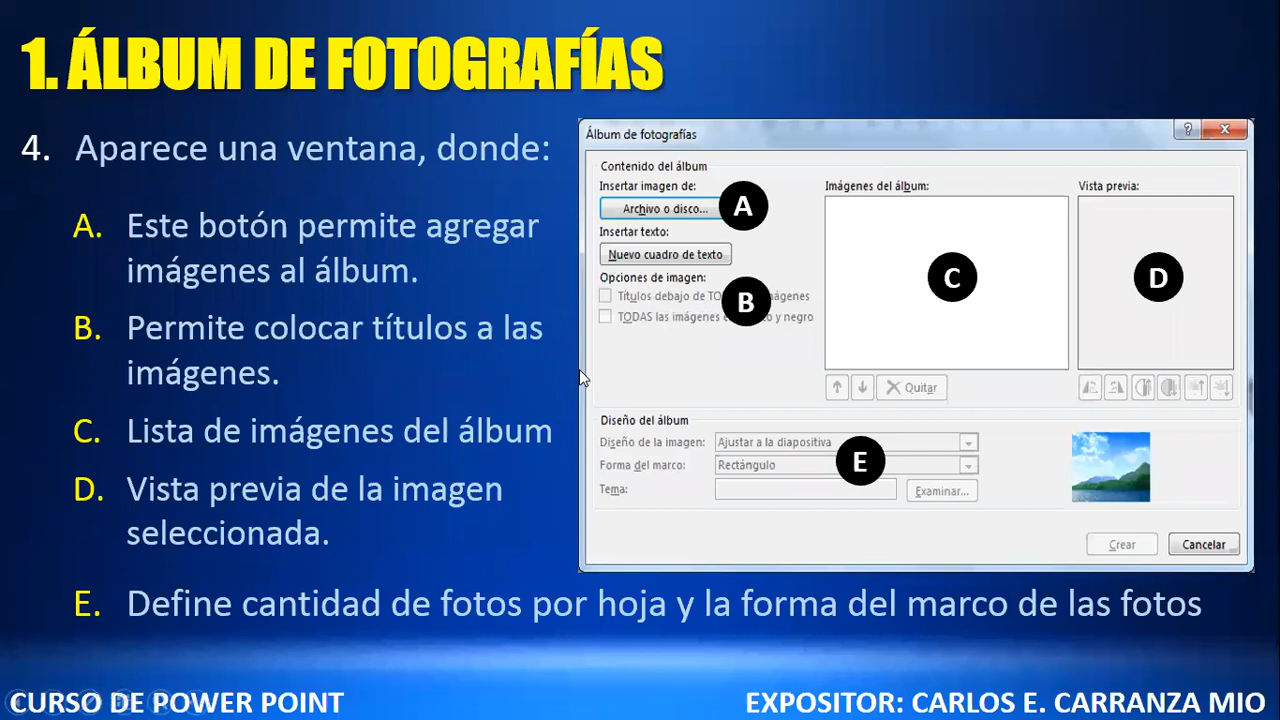 1. ÁLBUM DE FOTOGRAFÍAS
4. Aparece una ventana, donde:
A. Este botón permite agregar
imágenes al álbum.
B. Permite colocar títulos a las
imágenes.
C. Lista de imágenes del álbum
D. Vista previa de la imagen
seleccionada.
E. Define cantidad de fotos por hoja y la forma del marco de las fotos
Álbum de fotografías
Contenido del álbum
Insertar imagen de:
Archivo o disco...
A
Insertar texto:
Nuevo cuadro de texto
Opciones de imagen:
Títulos debajo de
B
TODAS las imágenes y negro
Imágenes del álbum:
C
Quitar
Vista previa:
D
Diseño del álbum
Diseño de la imagen: Ajustar a la diapositiva
Forma del marco: Rectángulo
E
Tema: Examinar...
Crear Cancelar
CURSO DE POWER POINT
EXPOSITOR: CARLOS E. CARRANZA MIO